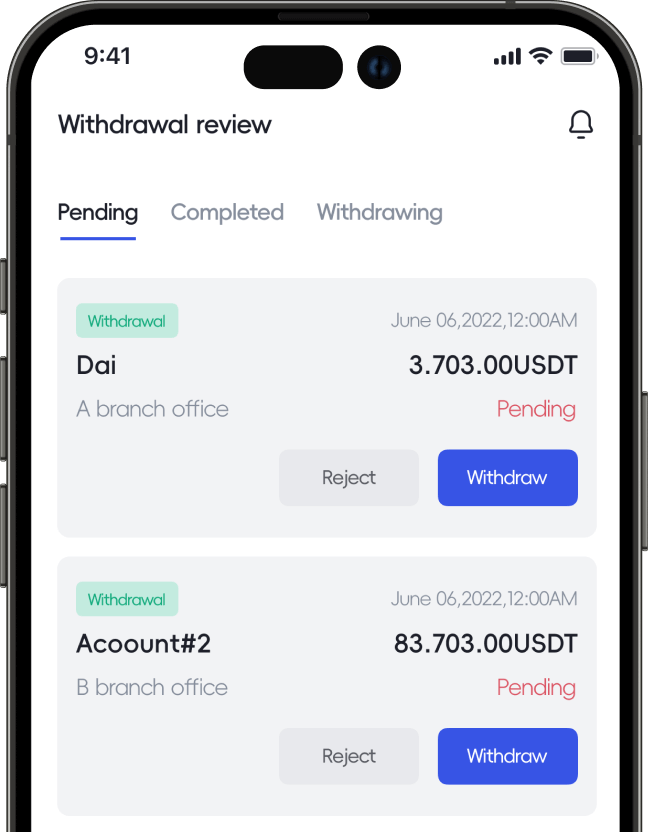 9:41
Withdrawal review
Pending Completed Withdrawing
Withdrawal June 06,2022,12:00AM
Dai 3.703.00USDT
A branch office Pending
Reject Withdraw
Withdrawal June 06,2022,12:00AM
Acoount#2 83.703.00USDT
B branch office Pending
Reject Withdraw